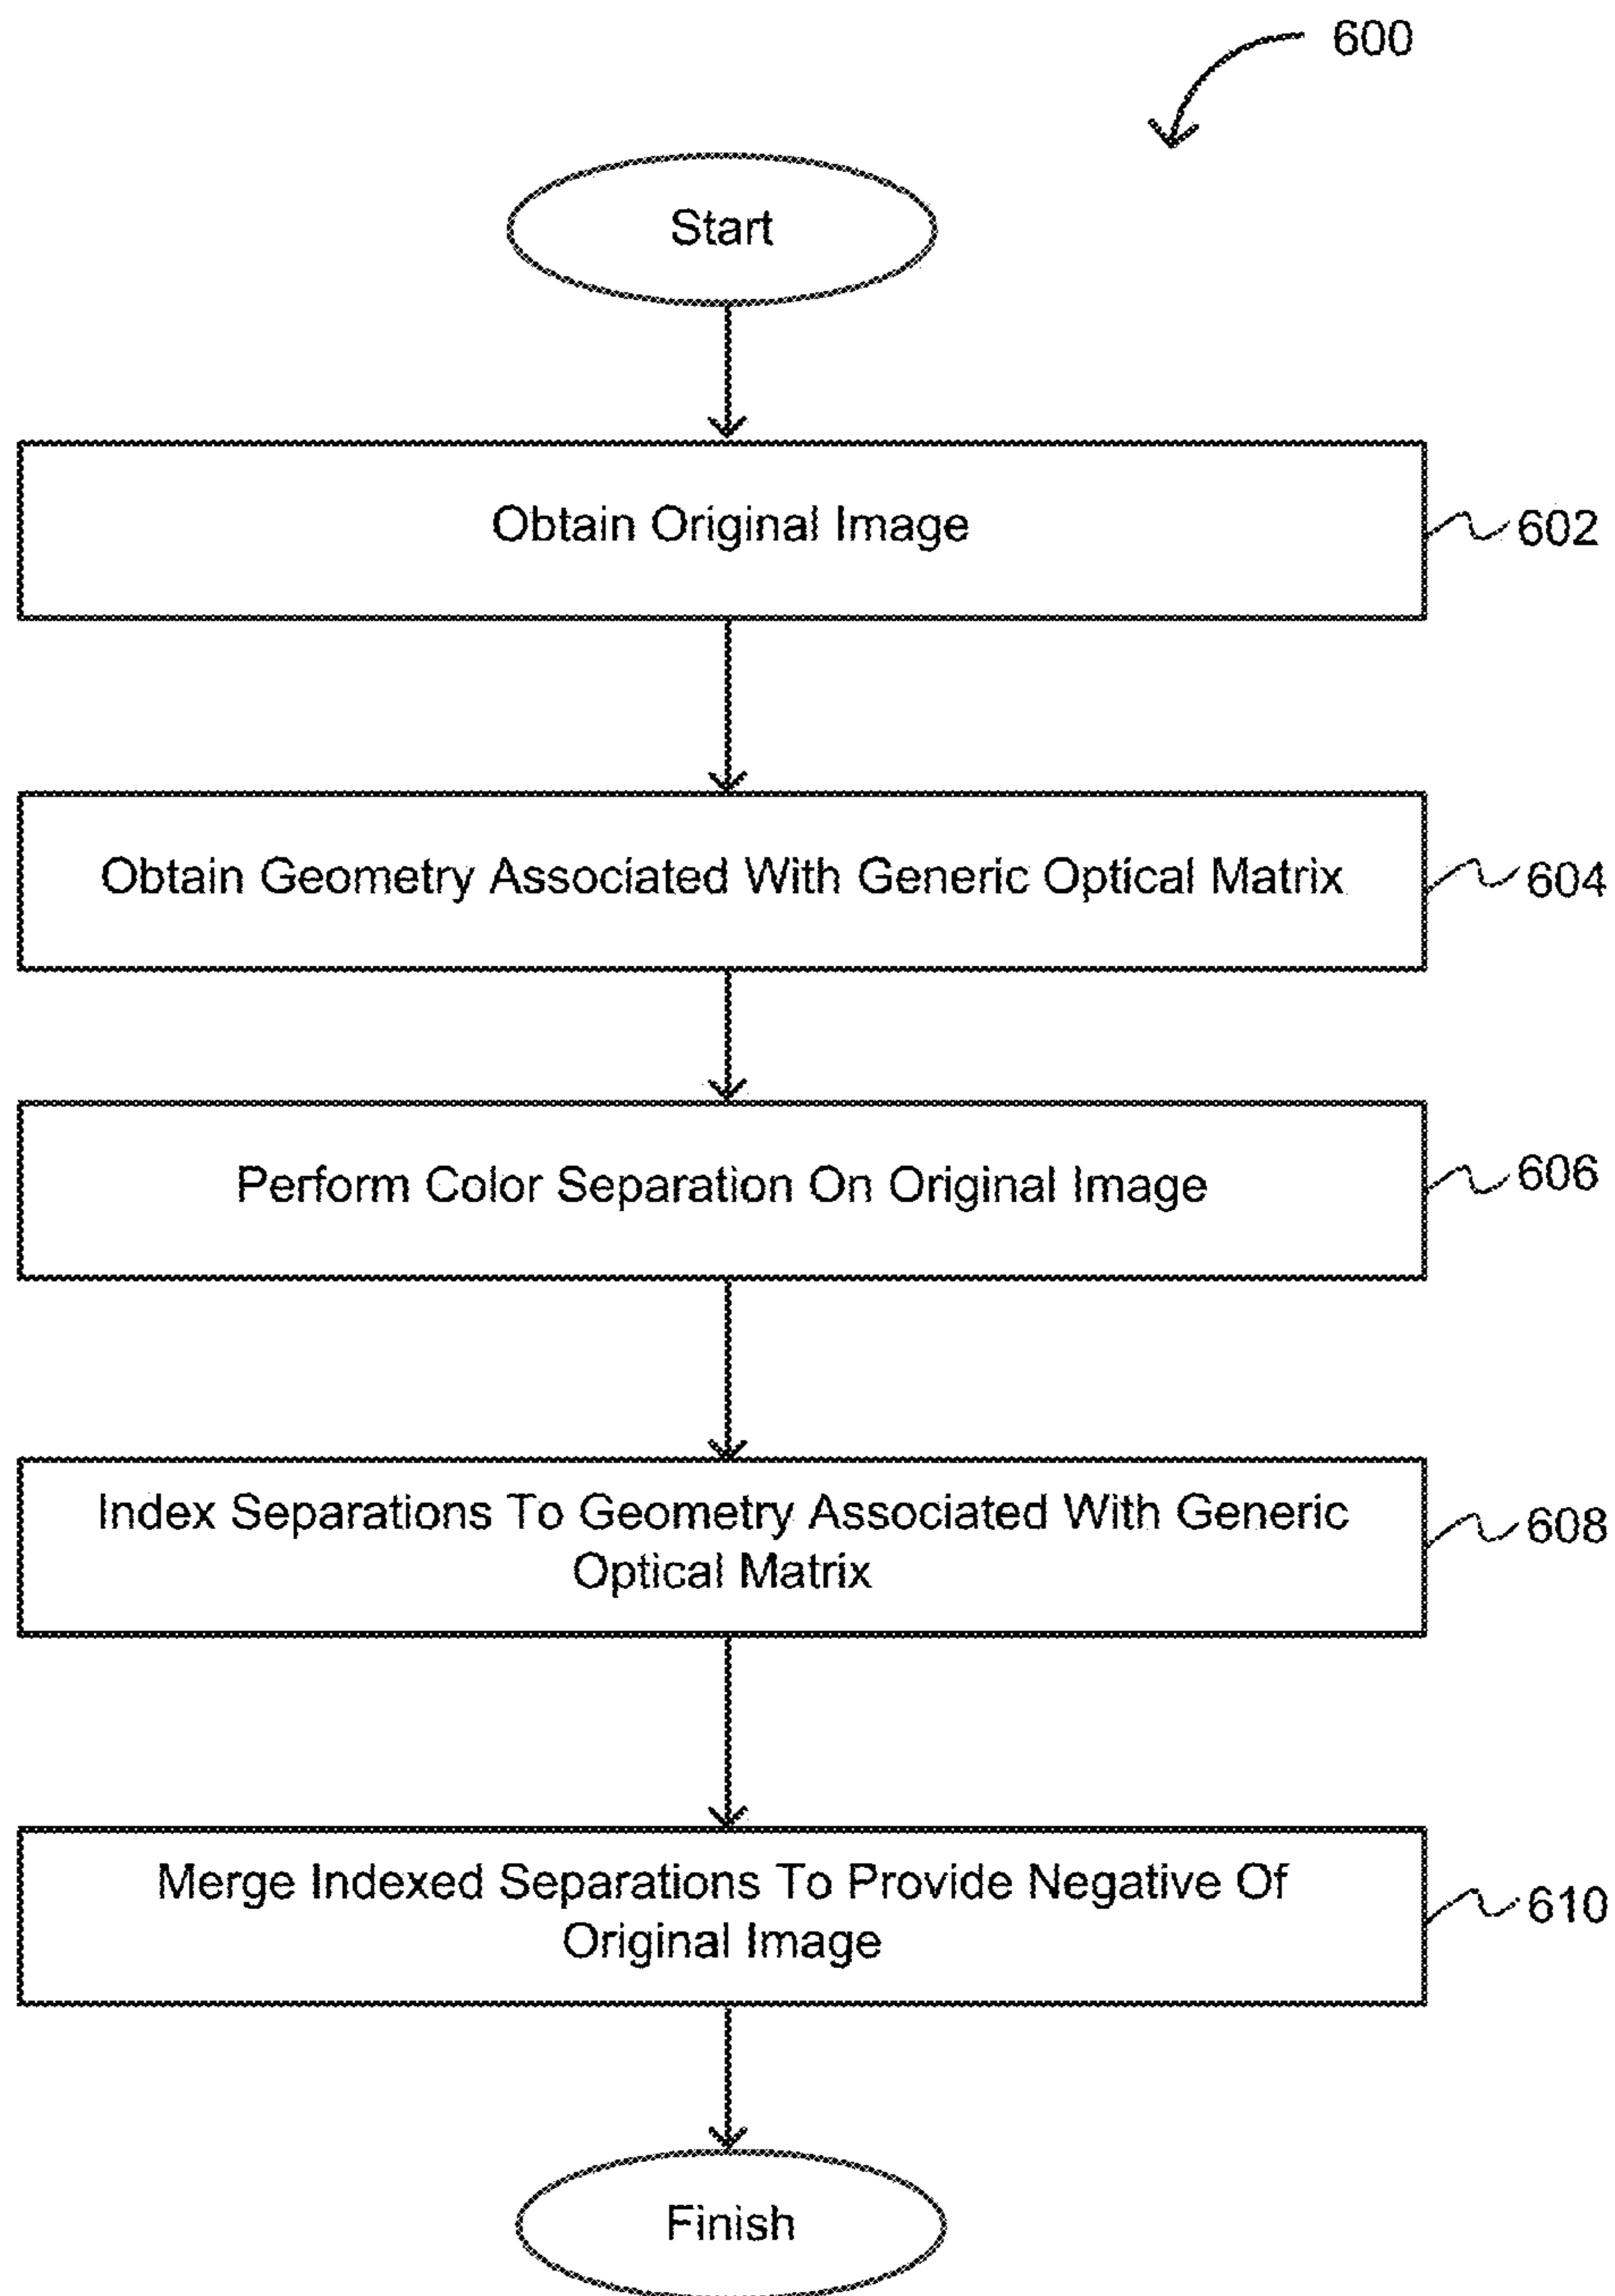 600
Start
Obtain Original Image
602
Obtain Geometry Associated With Generic Optical Matrix
604
Perform Color Separation On Original Image
606
Index Separations To Geometry Associated With Generic
Optical Matrix
608
Merge Indexed Separations To Provide Negative Of
Original Image
610
Finish